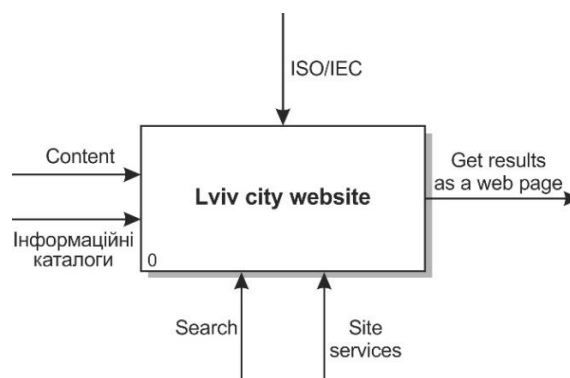 ISO/IEC
Content
Lviv city website
Get results
as a web page
Інформаційні
каталоги
0
Search
Site
services